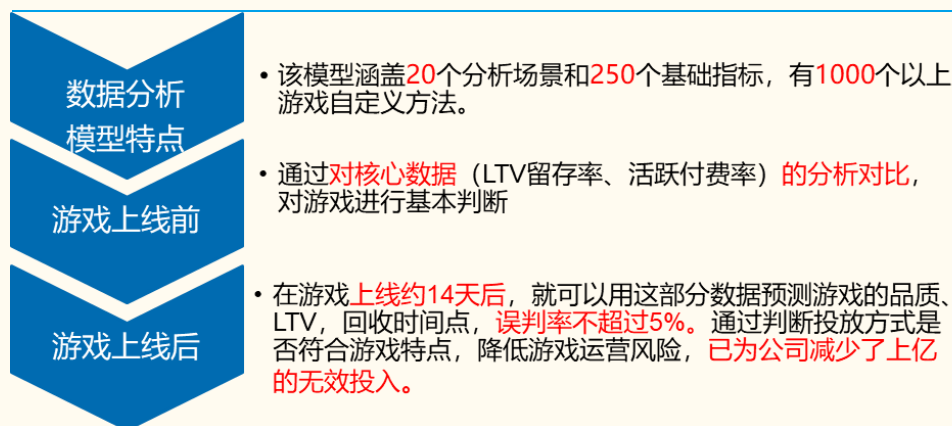 数据分析
模型特点
• 该模型涵盖20个分析场景和250个基础指标，有1000个以上
游戏自定义方法。
游戏上线前
• 通过对核心数据（LTV留存率、活跃付费率）的分析对比，
对游戏进行基本判断
游戏上线后
• 在游戏上线约14天后，就可以用这部分数据预测游戏的品质、
LTV，回收时间点，误判率不超过5%。通过判断投放方式是
否符合游戏特点，降低游戏运营风险，已为公司减少了上亿
的无效投入。